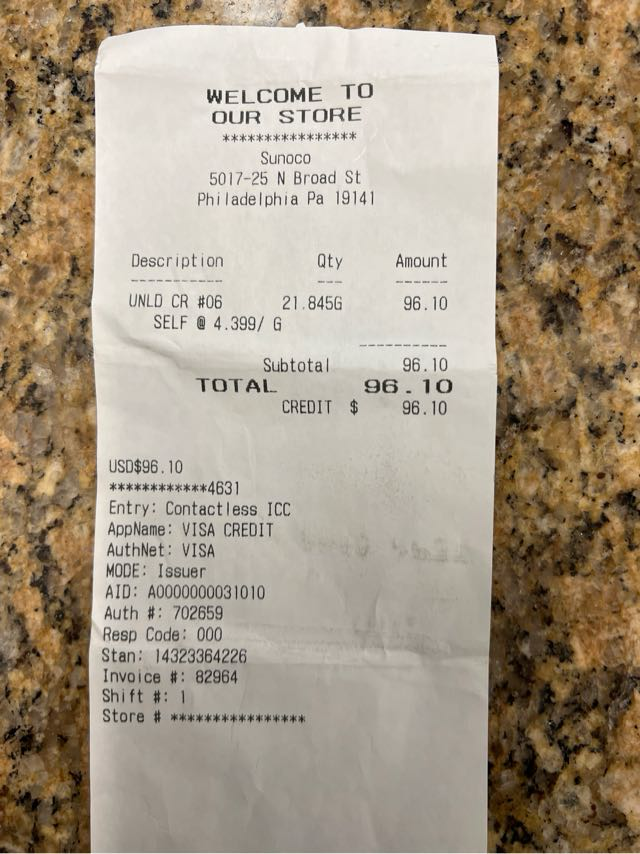 WELCOME TO
OUR STORE
****************
Sunoco
5017-25 N Broad St
Philadelphia Pa 19141
Description Qty Amount
----------- --- ------
UNLD CR #06 21.845G 96.10
SELF @ 4.399/ G
----------
Subtotal 96.10
TOTAL 96.10
CREDIT $ 96.10
USD$96.10
************4631
Entry: Contactless ICC
AppName: VISA CREDIT
AuthNet: VISA
MODE: Issuer
AID: A0000000031010
Auth #: 702659
Resp Code: 000
Stan: 14323364226
Invoice #: 82964
Shift #: 1
Store # ****************